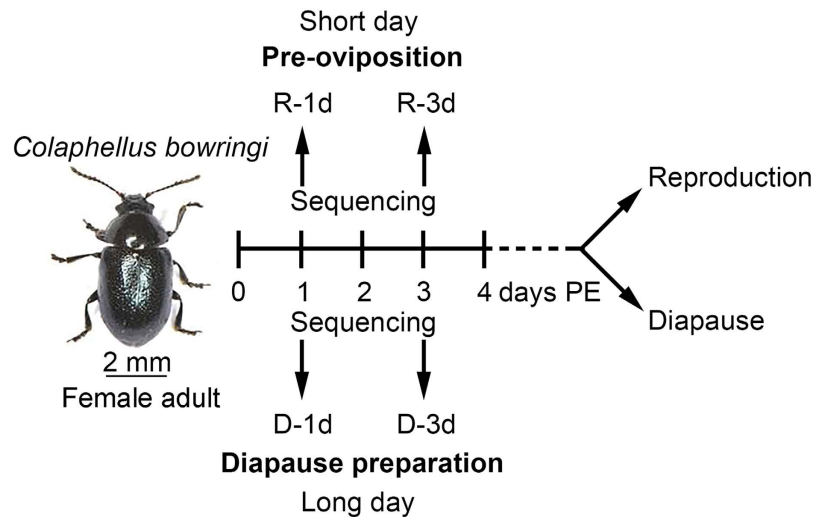 Short day
Pre-oviposition
R-1d R-3d
Colaphellus bowringi
Sequencing
Reproduction
0 1 2 3 4 days PE
Sequencing
Diapause
2 mm
Female adult
D-1d D-3d
Diapause preparation
Long day